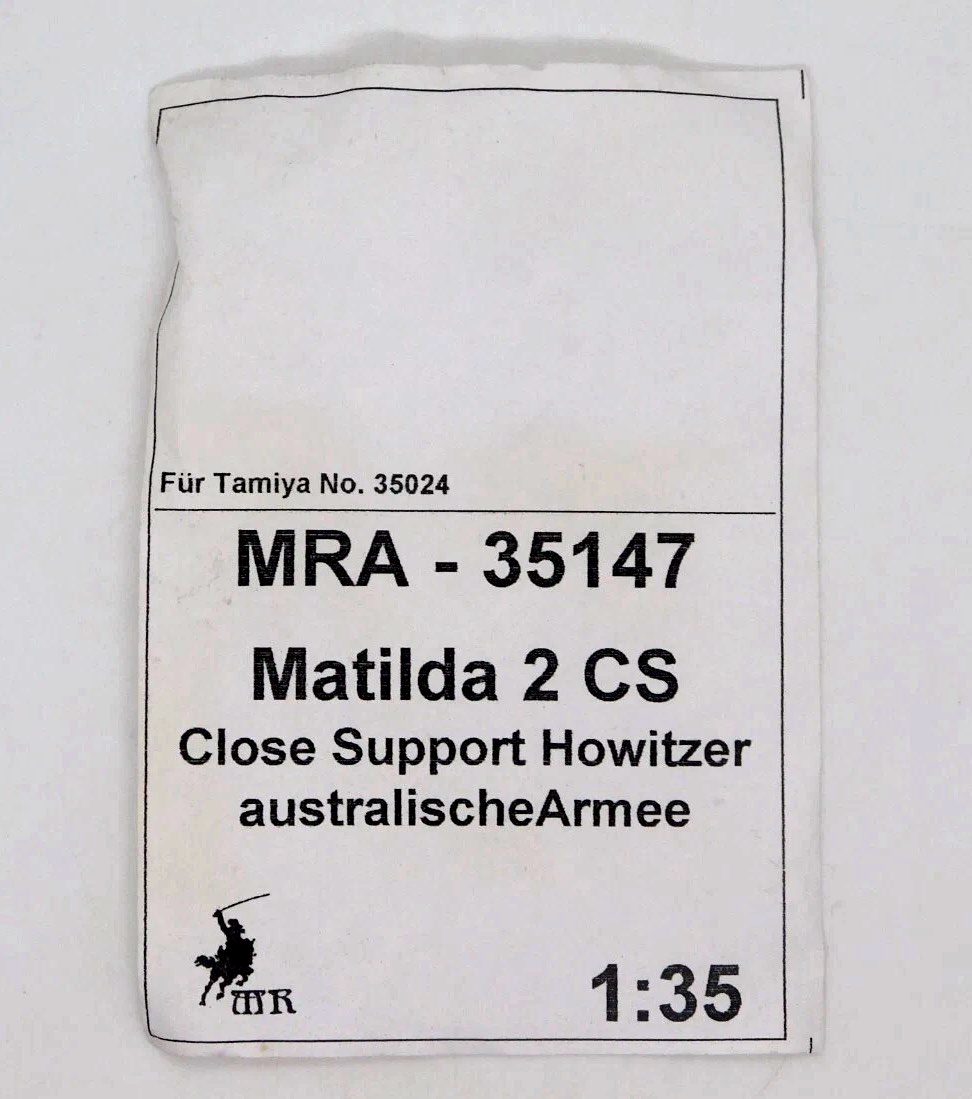 Für Tamiya No. 35024
MRA - 35147
Matilda 2 CS
Close Support Howitzer
australischeArmee
MR
1:35